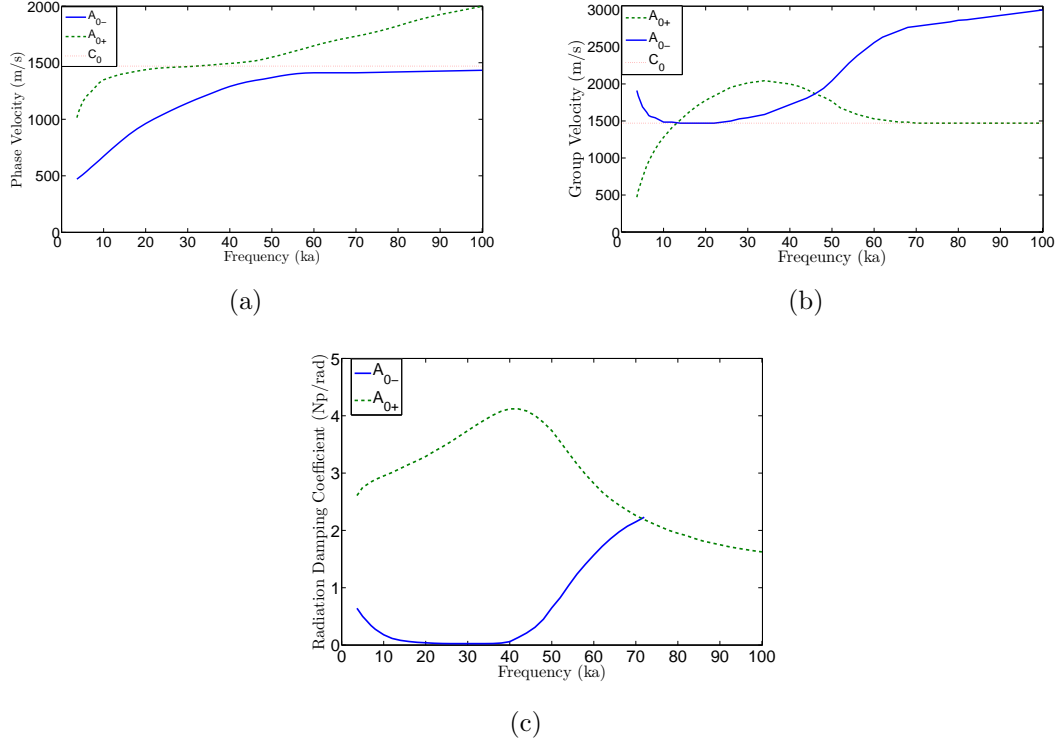 2000
1500
1000
500
0
Phase Velocity (m/s)
A0−
A0+
C0
0 10 20 30 40 50 60 70 80 90 100
Frequency (ka)
(a)
3000
2500
2000
1500
1000
500
0
Group Velocity (m/s)
A0+
A0−
C0
0 10 20 30 40 50 60 70 80 90 100
Freqeuncy (ka)
(b)
5
4
3
2
1
0
Radiation Damping Coefficient (Np/rad)
A0−
A0+
0 10 20 30 40 50 60 70 80 90 100
Frequency (ka)
(c)